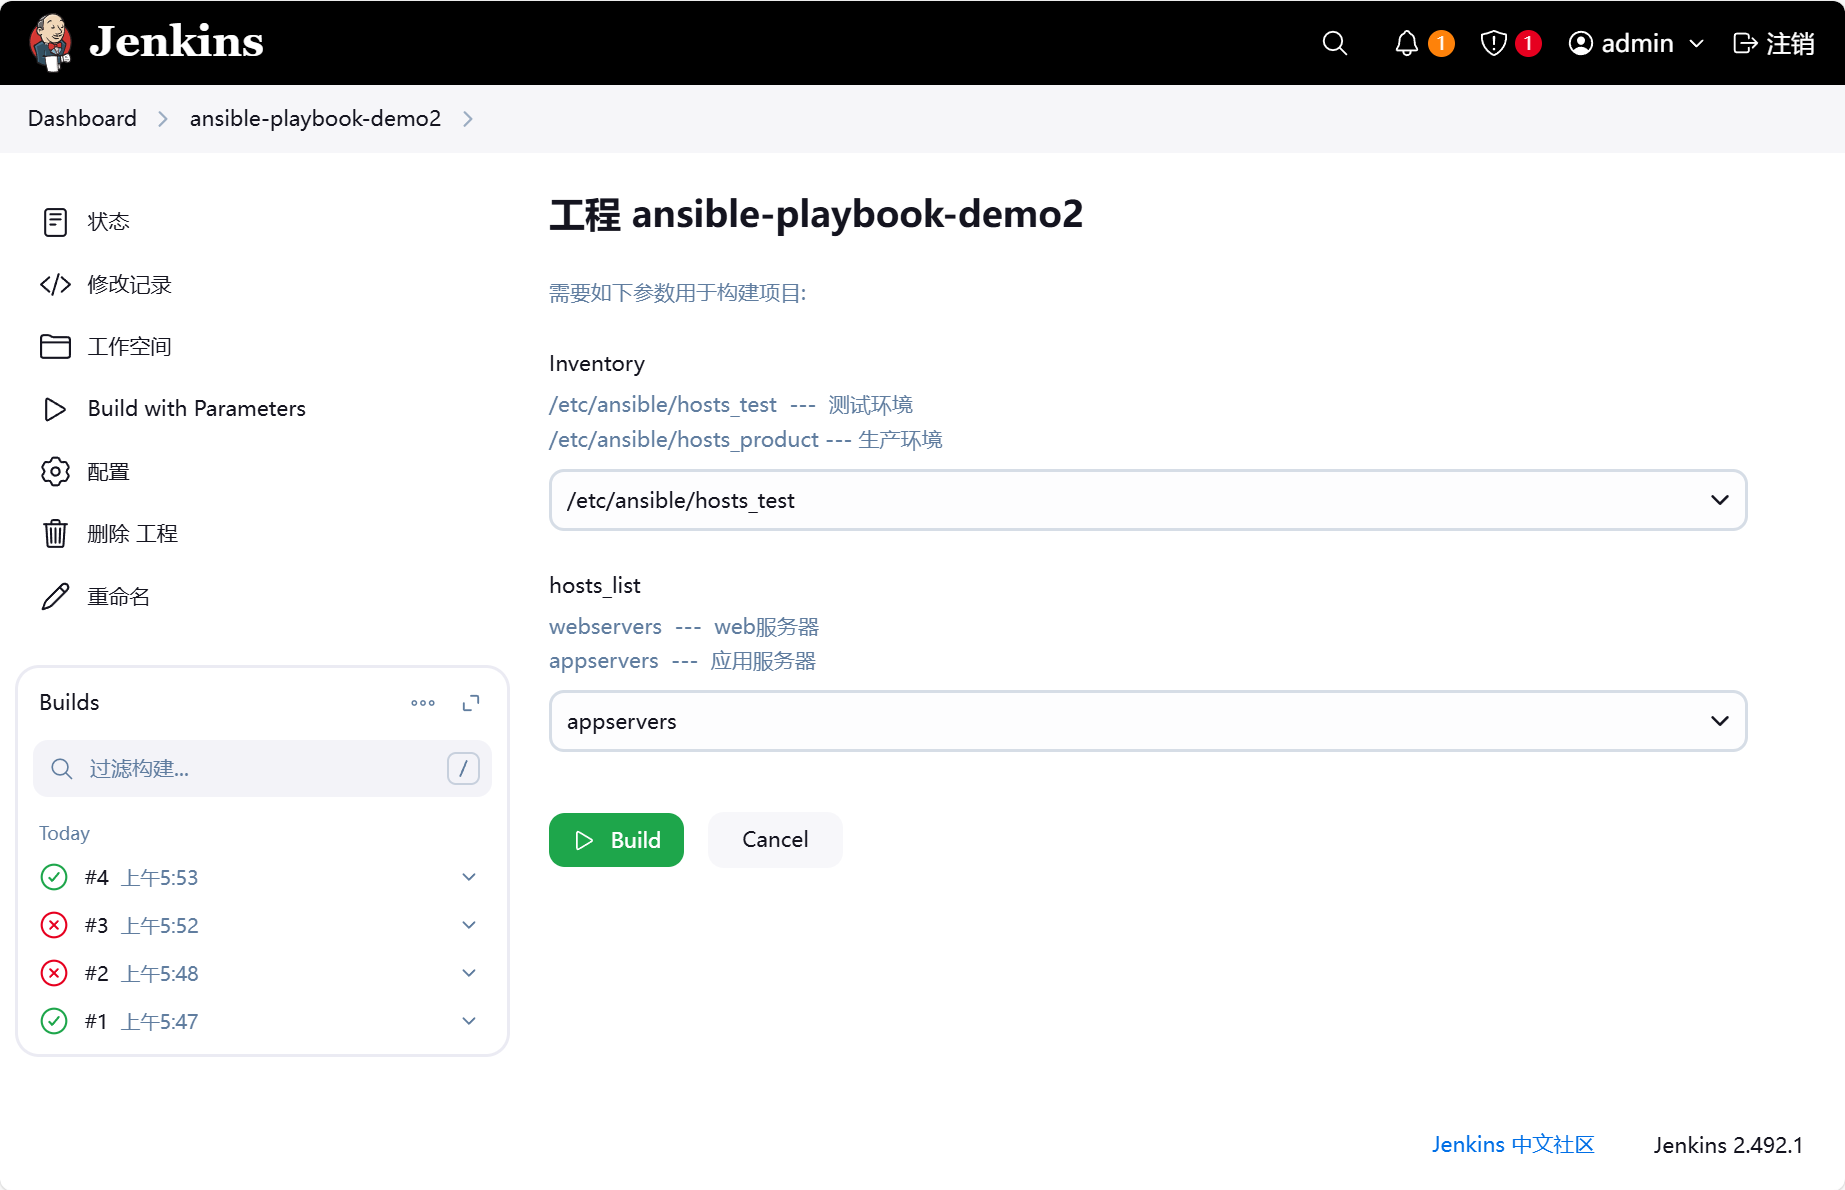 Jenkins
1
1
admin
注销
Dashboard
ansible-playbook-demo2
状态
修改记录
工作空间
Build with Parameters
配置
删除 工程
重命名
Builds
过滤构建...
/
Today
#4 上午5:53
#3 上午5:52
#2 上午5:48
#1 上午5:47
工程 ansible-playbook-demo2
需要如下参数用于构建项目:
Inventory
/etc/ansible/hosts_test --- 测试环境
/etc/ansible/hosts_product --- 生产环境
/etc/ansible/hosts_test
hosts_list
webservers --- web服务器
appservers --- 应用服务器
appservers
Build
Cancel
Jenkins 中文社区
Jenkins 2.492.1